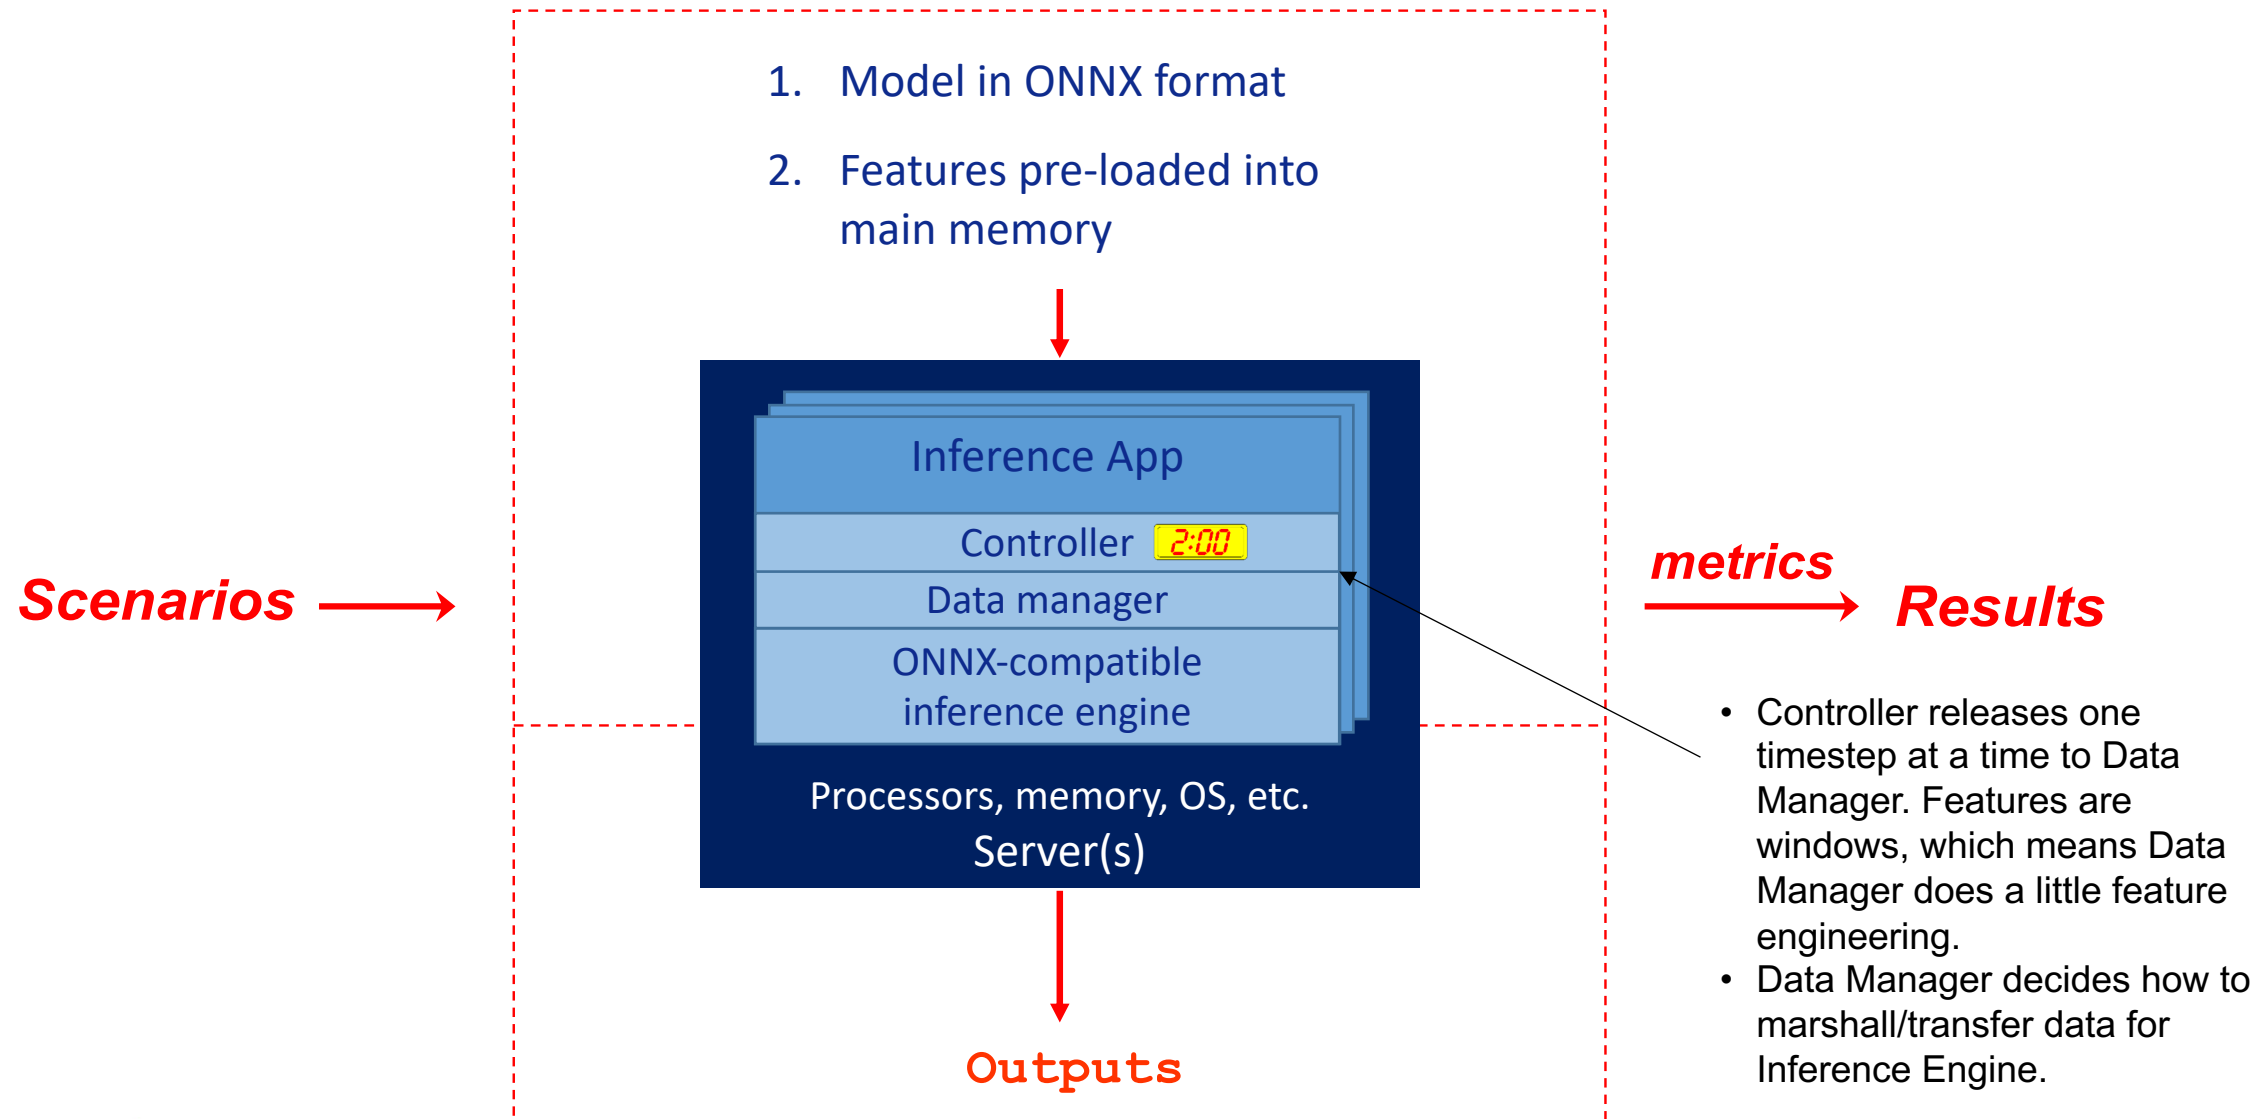 1. Model in ONNX format
2. Features pre-loaded into
main memory
Inference App
Controller 2:00
Data manager
ONNX-compatible
inference engine
Processors, memory, OS, etc.
Server(s)
Outputs
Scenarios
metrics
Results
• Controller releases one
timestep at a time to Data
Manager. Features are
windows, which means Data
Manager does a little feature
engineering.
• Data Manager decides how to
marshall/transfer data for
Inference Engine.